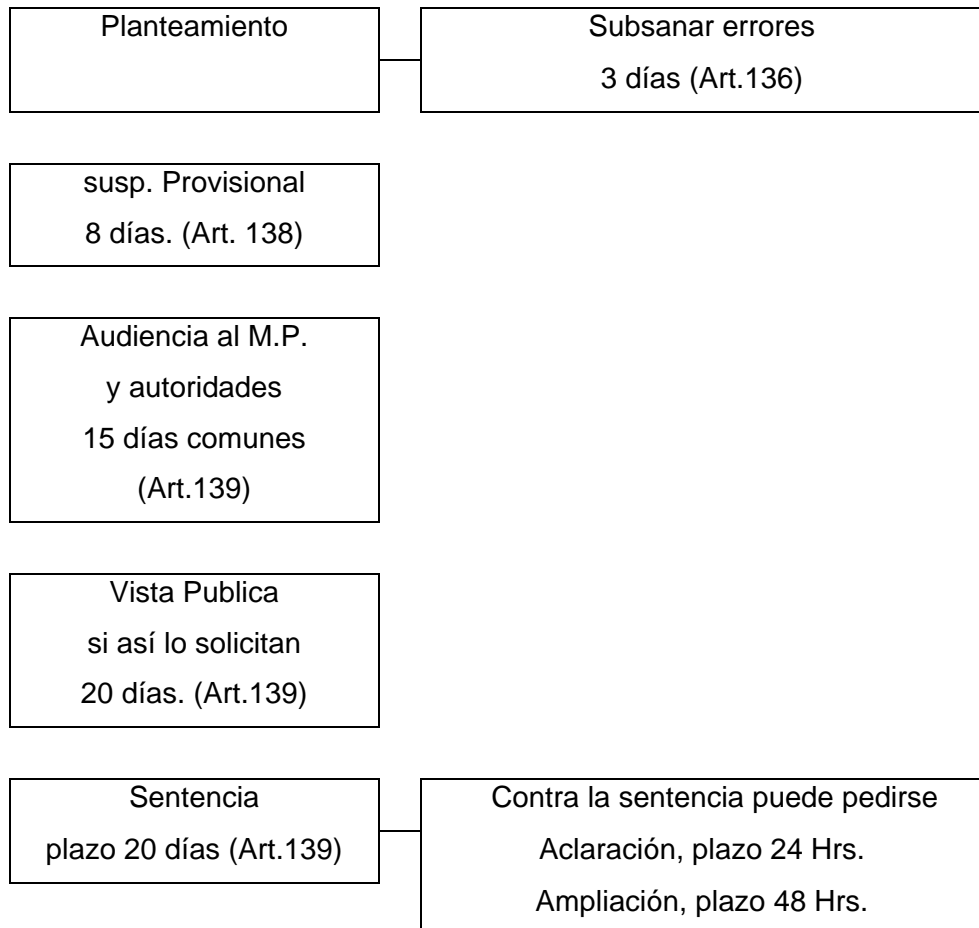 Planteamiento
Subsanar errores
3 días (Art.136)
susp. Provisional
8 días. (Art. 138)
Audiencia al M.P.
y autoridades
15 días comunes
(Art.139)
Vista Publica
si así lo solicitan
20 días. (Art.139)
Sentencia
plazo 20 días (Art.139)
Contra la sentencia puede pedirse
Aclaración, plazo 24 Hrs.
Ampliación, plazo 48 Hrs.